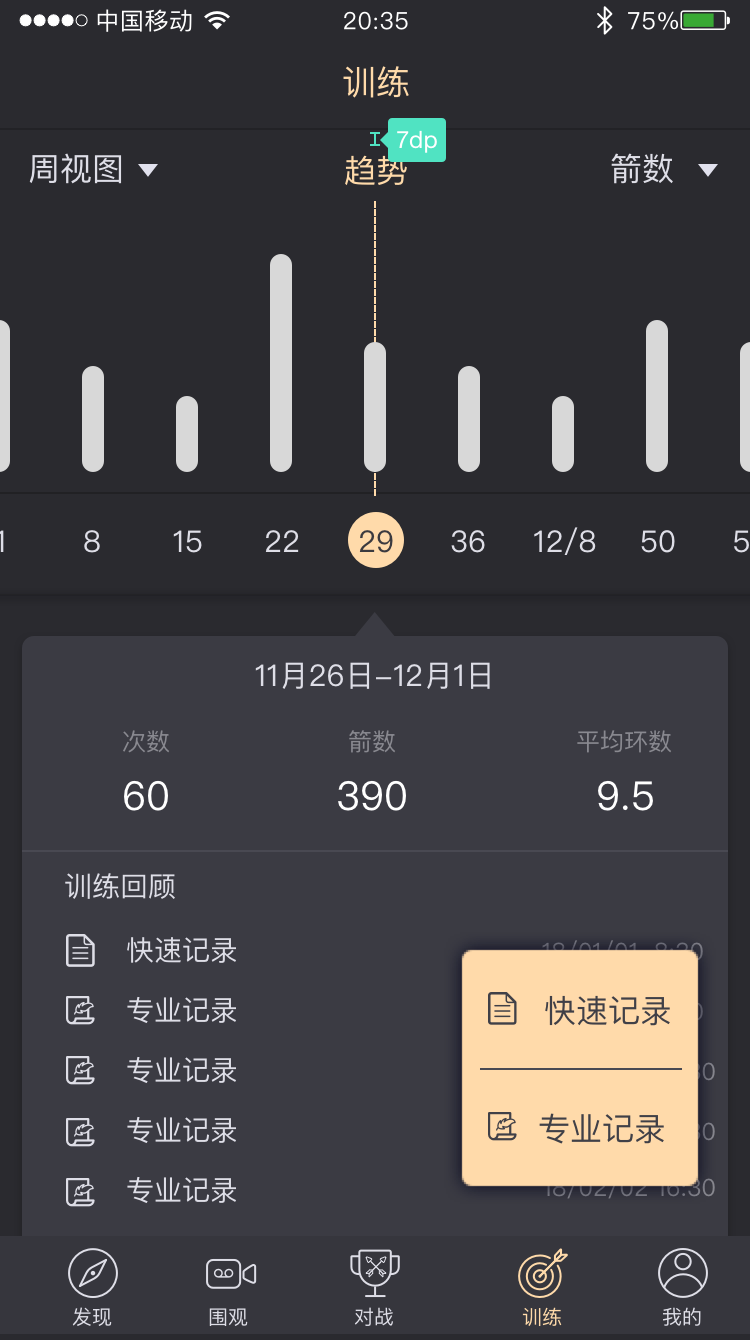 中国移动 20:35 75%
训练
7dp
周视图 趋势 箭数
1 8 15 22 29 36 12/8 50 5
11月26日-12月1日
次数 箭数 平均环数
60 390 9.5
训练回顾
快速记录 18/01/01 8:30
专业记录 0
专业记录 30
专业记录 30
专业记录 18/02/02 16:30
快速记录
专业记录
发现 围观 对战 训练 我的